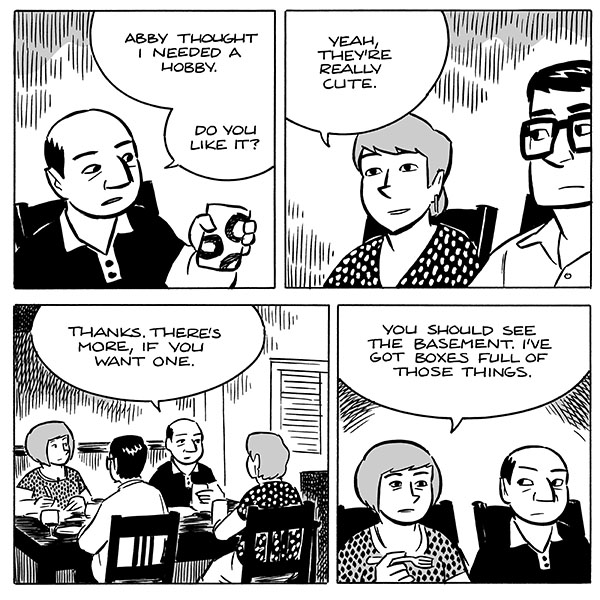 ABBY THOUGHT
I NEEDED A
HOBBY.
DO YOU
LIKE IT?
YEAH,
THEY'RE
REALLY
CUTE.
THANKS. THERE'S
MORE, IF YOU
WANT ONE.
YOU SHOULD SEE
THE BASEMENT. I'VE
GOT BOXES FULL OF
THOSE THINGS.